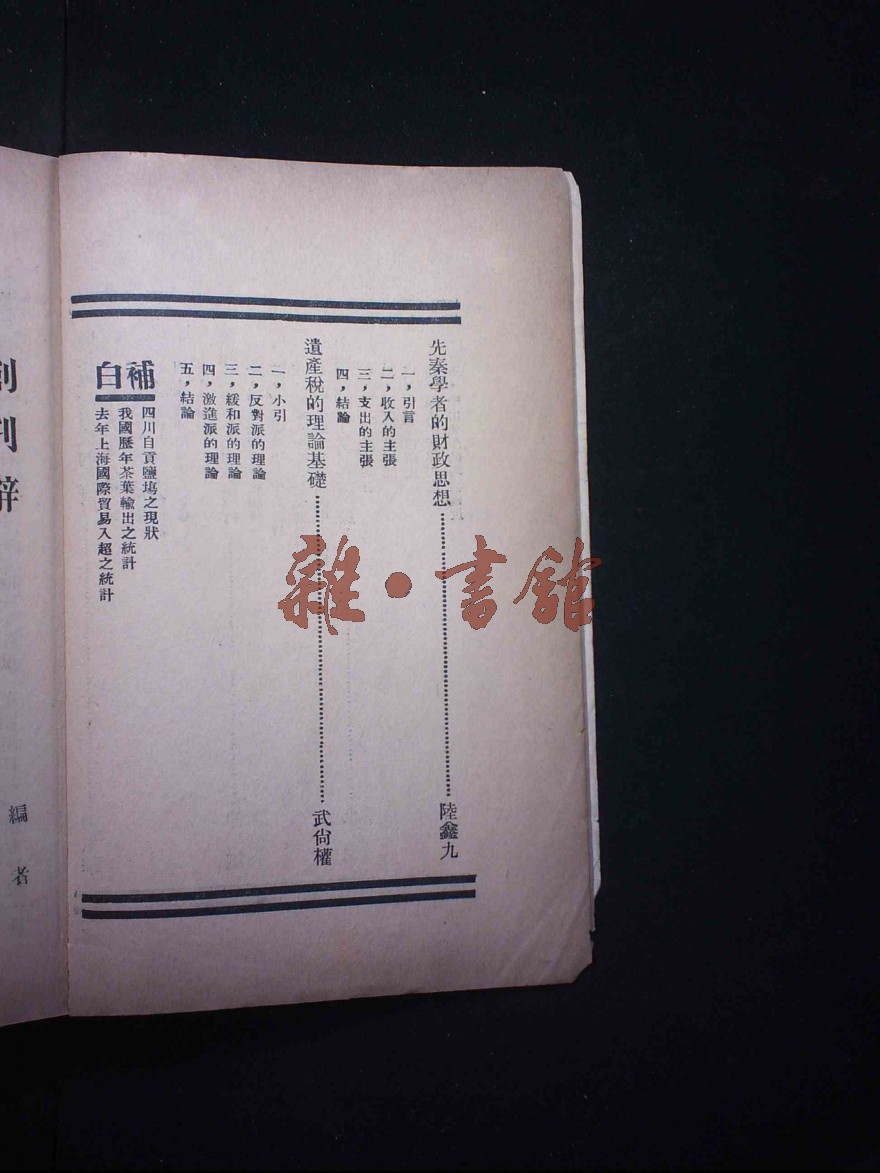 先秦學者的財政思想……陸鑫九
一，引言
二，收入的主張
三，支出的主張
四，結論
遺產稅的理論基礎……武尙權
一，小引
二，反對派的理論
三，緩和派的理論
四，激進派的理論
五，結論
補白
四川自貢鹽場之現狀
我國歷年茶葉輸出之統計
去年上海國際貿易入超之統計
創刊辭
編者
雜·書舘